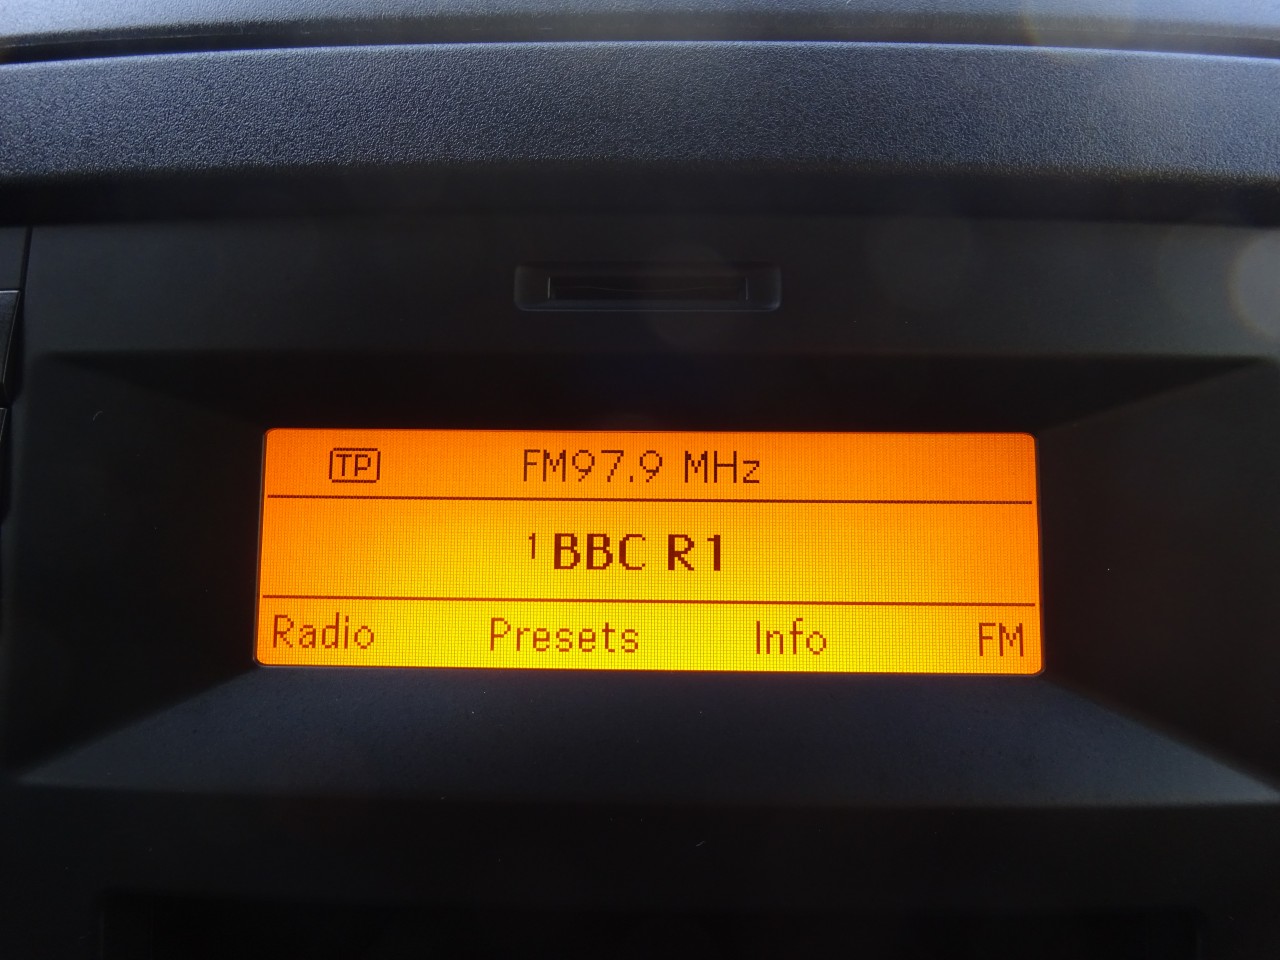 TP FM97.9 MHz
1 BBC R1
Radio Presets Info FM